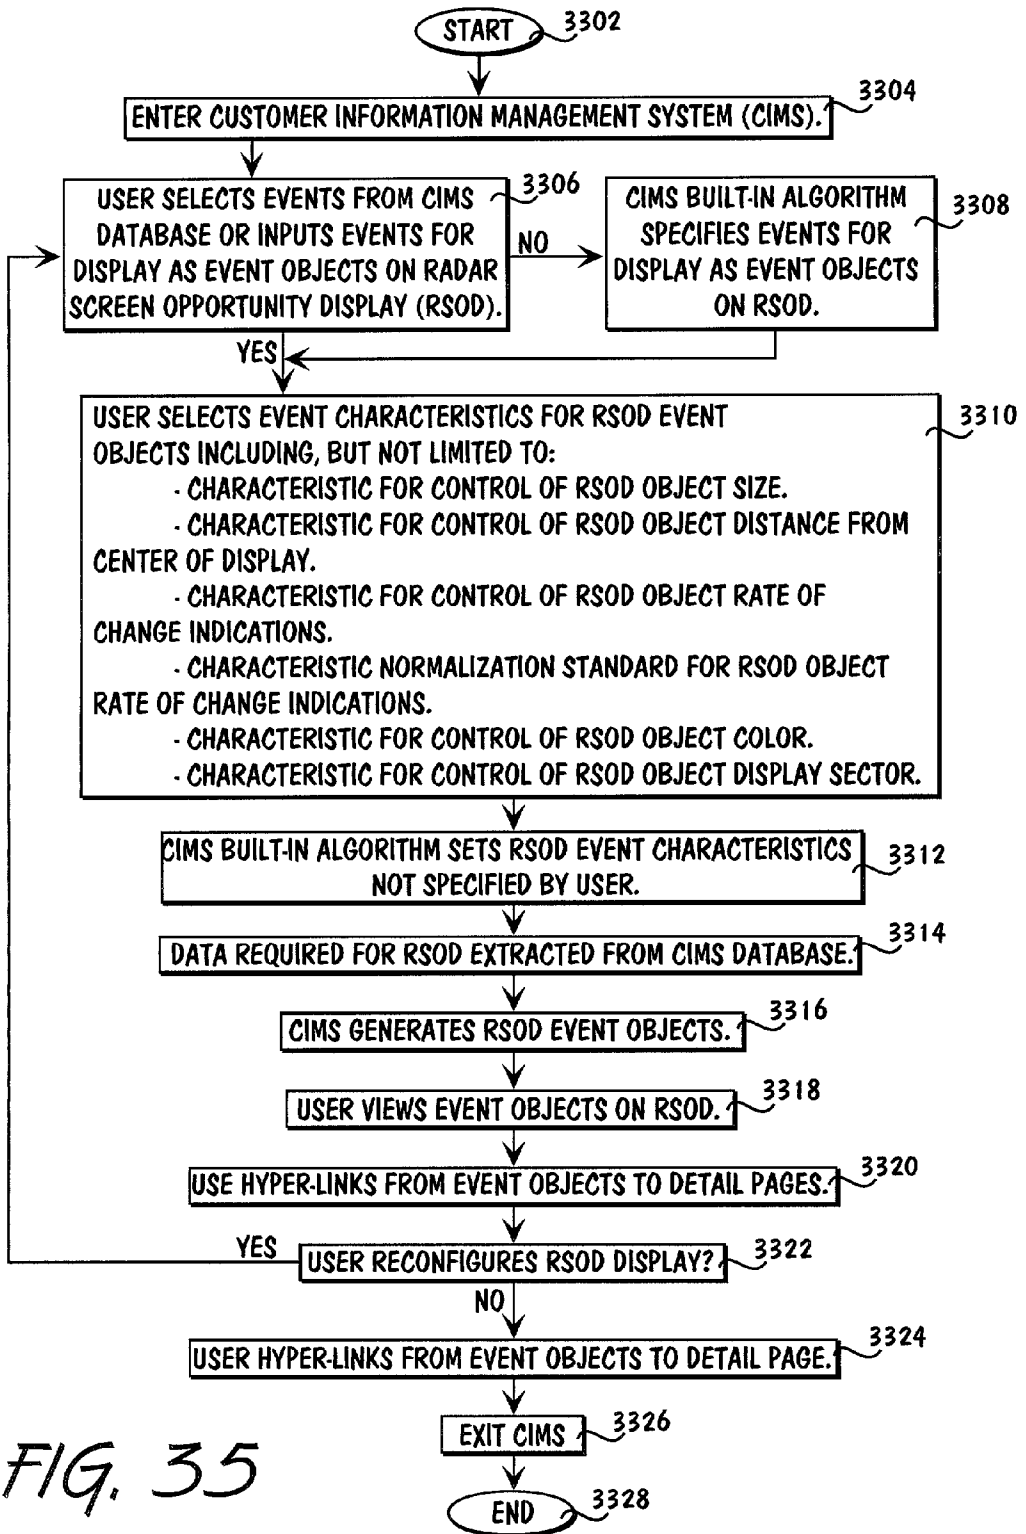 START
3302
ENTER CUSTOMER INFORMATION MANAGEMENT SYSTEM (CIMS).
3304
USER SELECTS EVENTS FROM CIMS
DATABASE OR INPUTS EVENTS FOR
DISPLAY AS EVENT OBJECTS ON RADAR
SCREEN OPPORTUNITY DISPLAY (RSOD).
3306
NO
CIMS BUILT-IN ALGORITHM
SPECIFIES EVENTS FOR
DISPLAY AS EVENT OBJECTS
ON RSOD.
3308
YES
USER SELECTS EVENT CHARACTERISTICS FOR RSOD EVENT
OBJECTS INCLUDING, BUT NOT LIMITED TO:
- CHARACTERISTIC FOR CONTROL OF RSOD OBJECT SIZE.
- CHARACTERISTIC FOR CONTROL OF RSOD OBJECT DISTANCE FROM
CENTER OF DISPLAY.
- CHARACTERISTIC FOR CONTROL OF RSOD OBJECT RATE OF
CHANGE INDICATIONS.
- CHARACTERISTIC NORMALIZATION STANDARD FOR RSOD OBJECT
RATE OF CHANGE INDICATIONS.
- CHARACTERISTIC FOR CONTROL OF RSOD OBJECT COLOR.
- CHARACTERISTIC FOR CONTROL OF RSOD OBJECT DISPLAY SECTOR.
3310
CIMS BUILT-IN ALGORITHM SETS RSOD EVENT CHARACTERISTICS
NOT SPECIFIED BY USER.
3312
DATA REQUIRED FOR RSOD EXTRACTED FROM CIMS DATABASE.
3314
CIMS GENERATES RSOD EVENT OBJECTS.
3316
USER VIEWS EVENT OBJECTS ON RSOD.
3318
USE HYPER-LINKS FROM EVENT OBJECTS TO DETAIL PAGES.
3320
YES
USER RECONFIGURES RSOD DISPLAY?
3322
NO
USER HYPER-LINKS FROM EVENT OBJECTS TO DETAIL PAGE.
3324
EXIT CIMS
3326
END
3328
FIG. 35